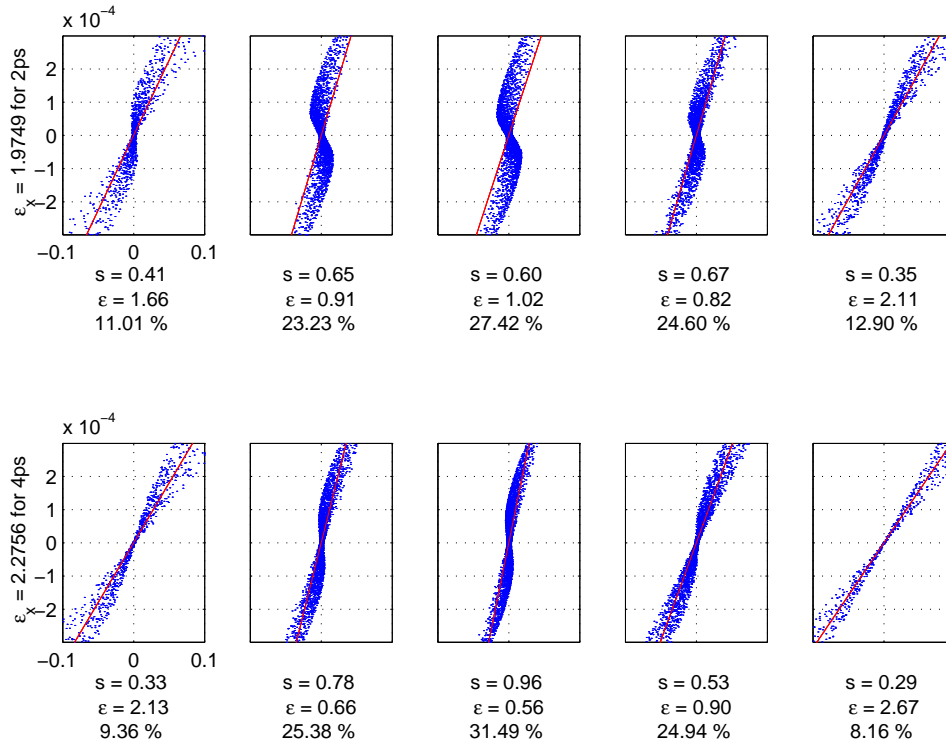 x 10−4
2
1
0
−1
−2
εx = 1.9749 for 2ps
−0.1 0 0.1
s = 0.41
ε = 1.66
11.01 %
s = 0.65
ε = 0.91
23.23 %
s = 0.60
ε = 1.02
27.42 %
s = 0.67
ε = 0.82
24.60 %
s = 0.35
ε = 2.11
12.90 %
x 10−4
2
1
0
−1
−2
εx = 2.2756 for 4ps
−0.1 0 0.1
s = 0.33
ε = 2.13
9.36 %
s = 0.78
ε = 0.66
25.38 %
s = 0.96
ε = 0.56
31.49 %
s = 0.53
ε = 0.90
24.94 %
s = 0.29
ε = 2.67
8.16 %